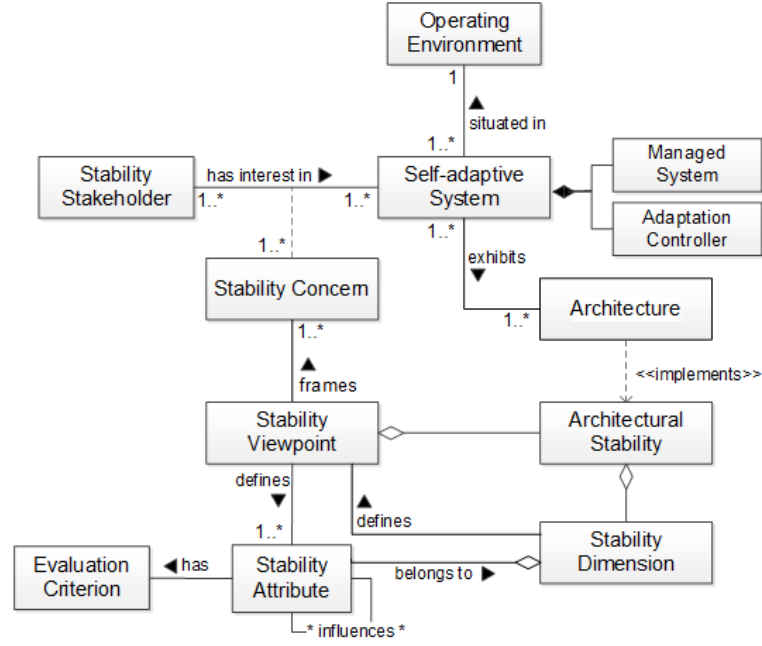 Operating
Environment
1
situated in
1..*
Stability
Stakeholder
has interest in
1..*
1..*
Self-adaptive
System
Managed
System
Adaptation
Controller
1..*
1..*
exhibits
Stability Concern
1..*
1..*
Architecture
<<implements>>
frames
Stability
Viewpoint
Architectural
Stability
defines
1..*
defines
Evaluation
Criterion
has
Stability
Attribute
belongs to
Stability
Dimension
* influences *